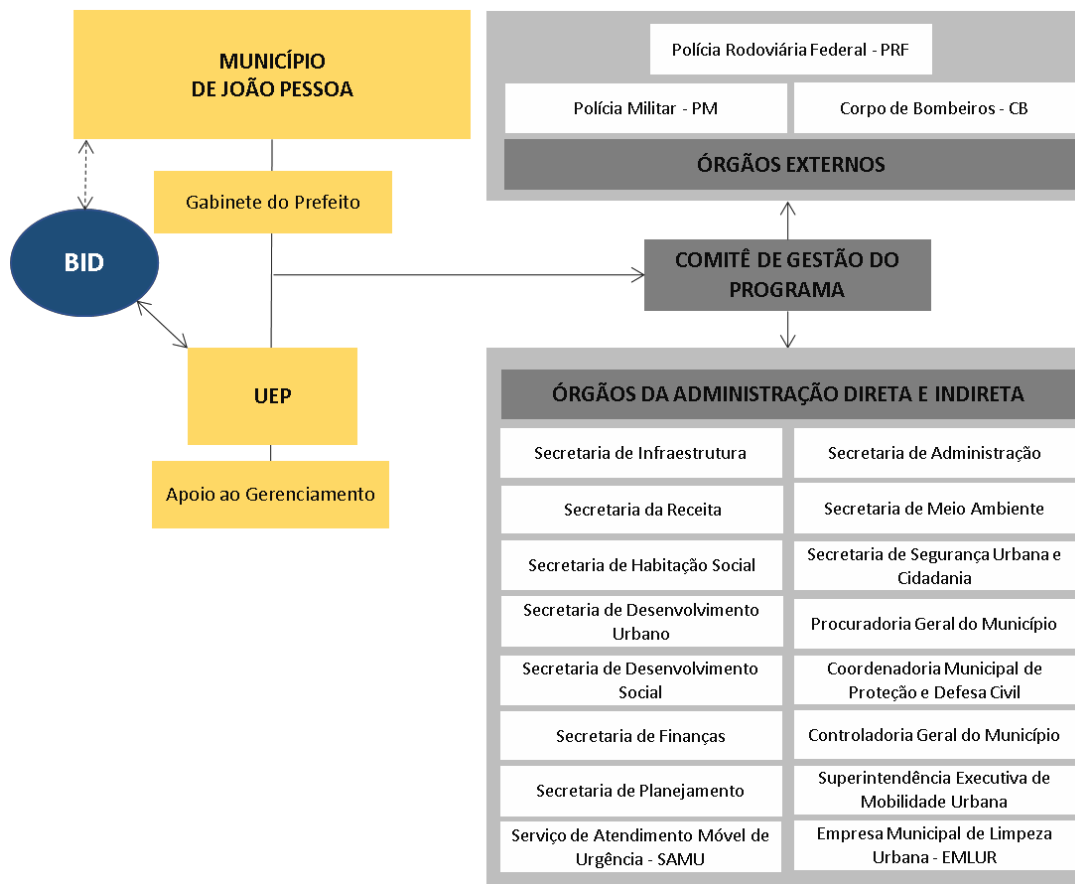 MUNICÍPIO
DE JOÃO PESSOA
Gabinete do Prefeito
BID
UEP
Apoio ao Gerenciamento
Polícia Rodoviária Federal - PRF
Polícia Militar - PM
Corpo de Bombeiros - CB
ÓRGÃOS EXTERNOS
COMITÊ DE GESTÃO DO
PROGRAMA
ÓRGÃOS DA ADMINISTRAÇÃO DIRETA E INDIRETA
Secretaria de Infraestrutura
Secretaria de Administração
Secretaria da Receita
Secretaria de Meio Ambiente
Secretaria de Habitação Social
Secretaria de Segurança Urbana e
Cidadania
Secretaria de Desenvolvimento
Urbano
Procuradoria Geral do Município
Secretaria de Desenvolvimento
Social
Coordenadoria Municipal de
Proteção e Defesa Civil
Secretaria de Finanças
Controladoria Geral do Município
Secretaria de Planejamento
Superintendência Executiva de
Mobilidade Urbana
Serviço de Atendimento Móvel de
Urgência - SAMU
Empresa Municipal de Limpeza
Urbana - EMLUR